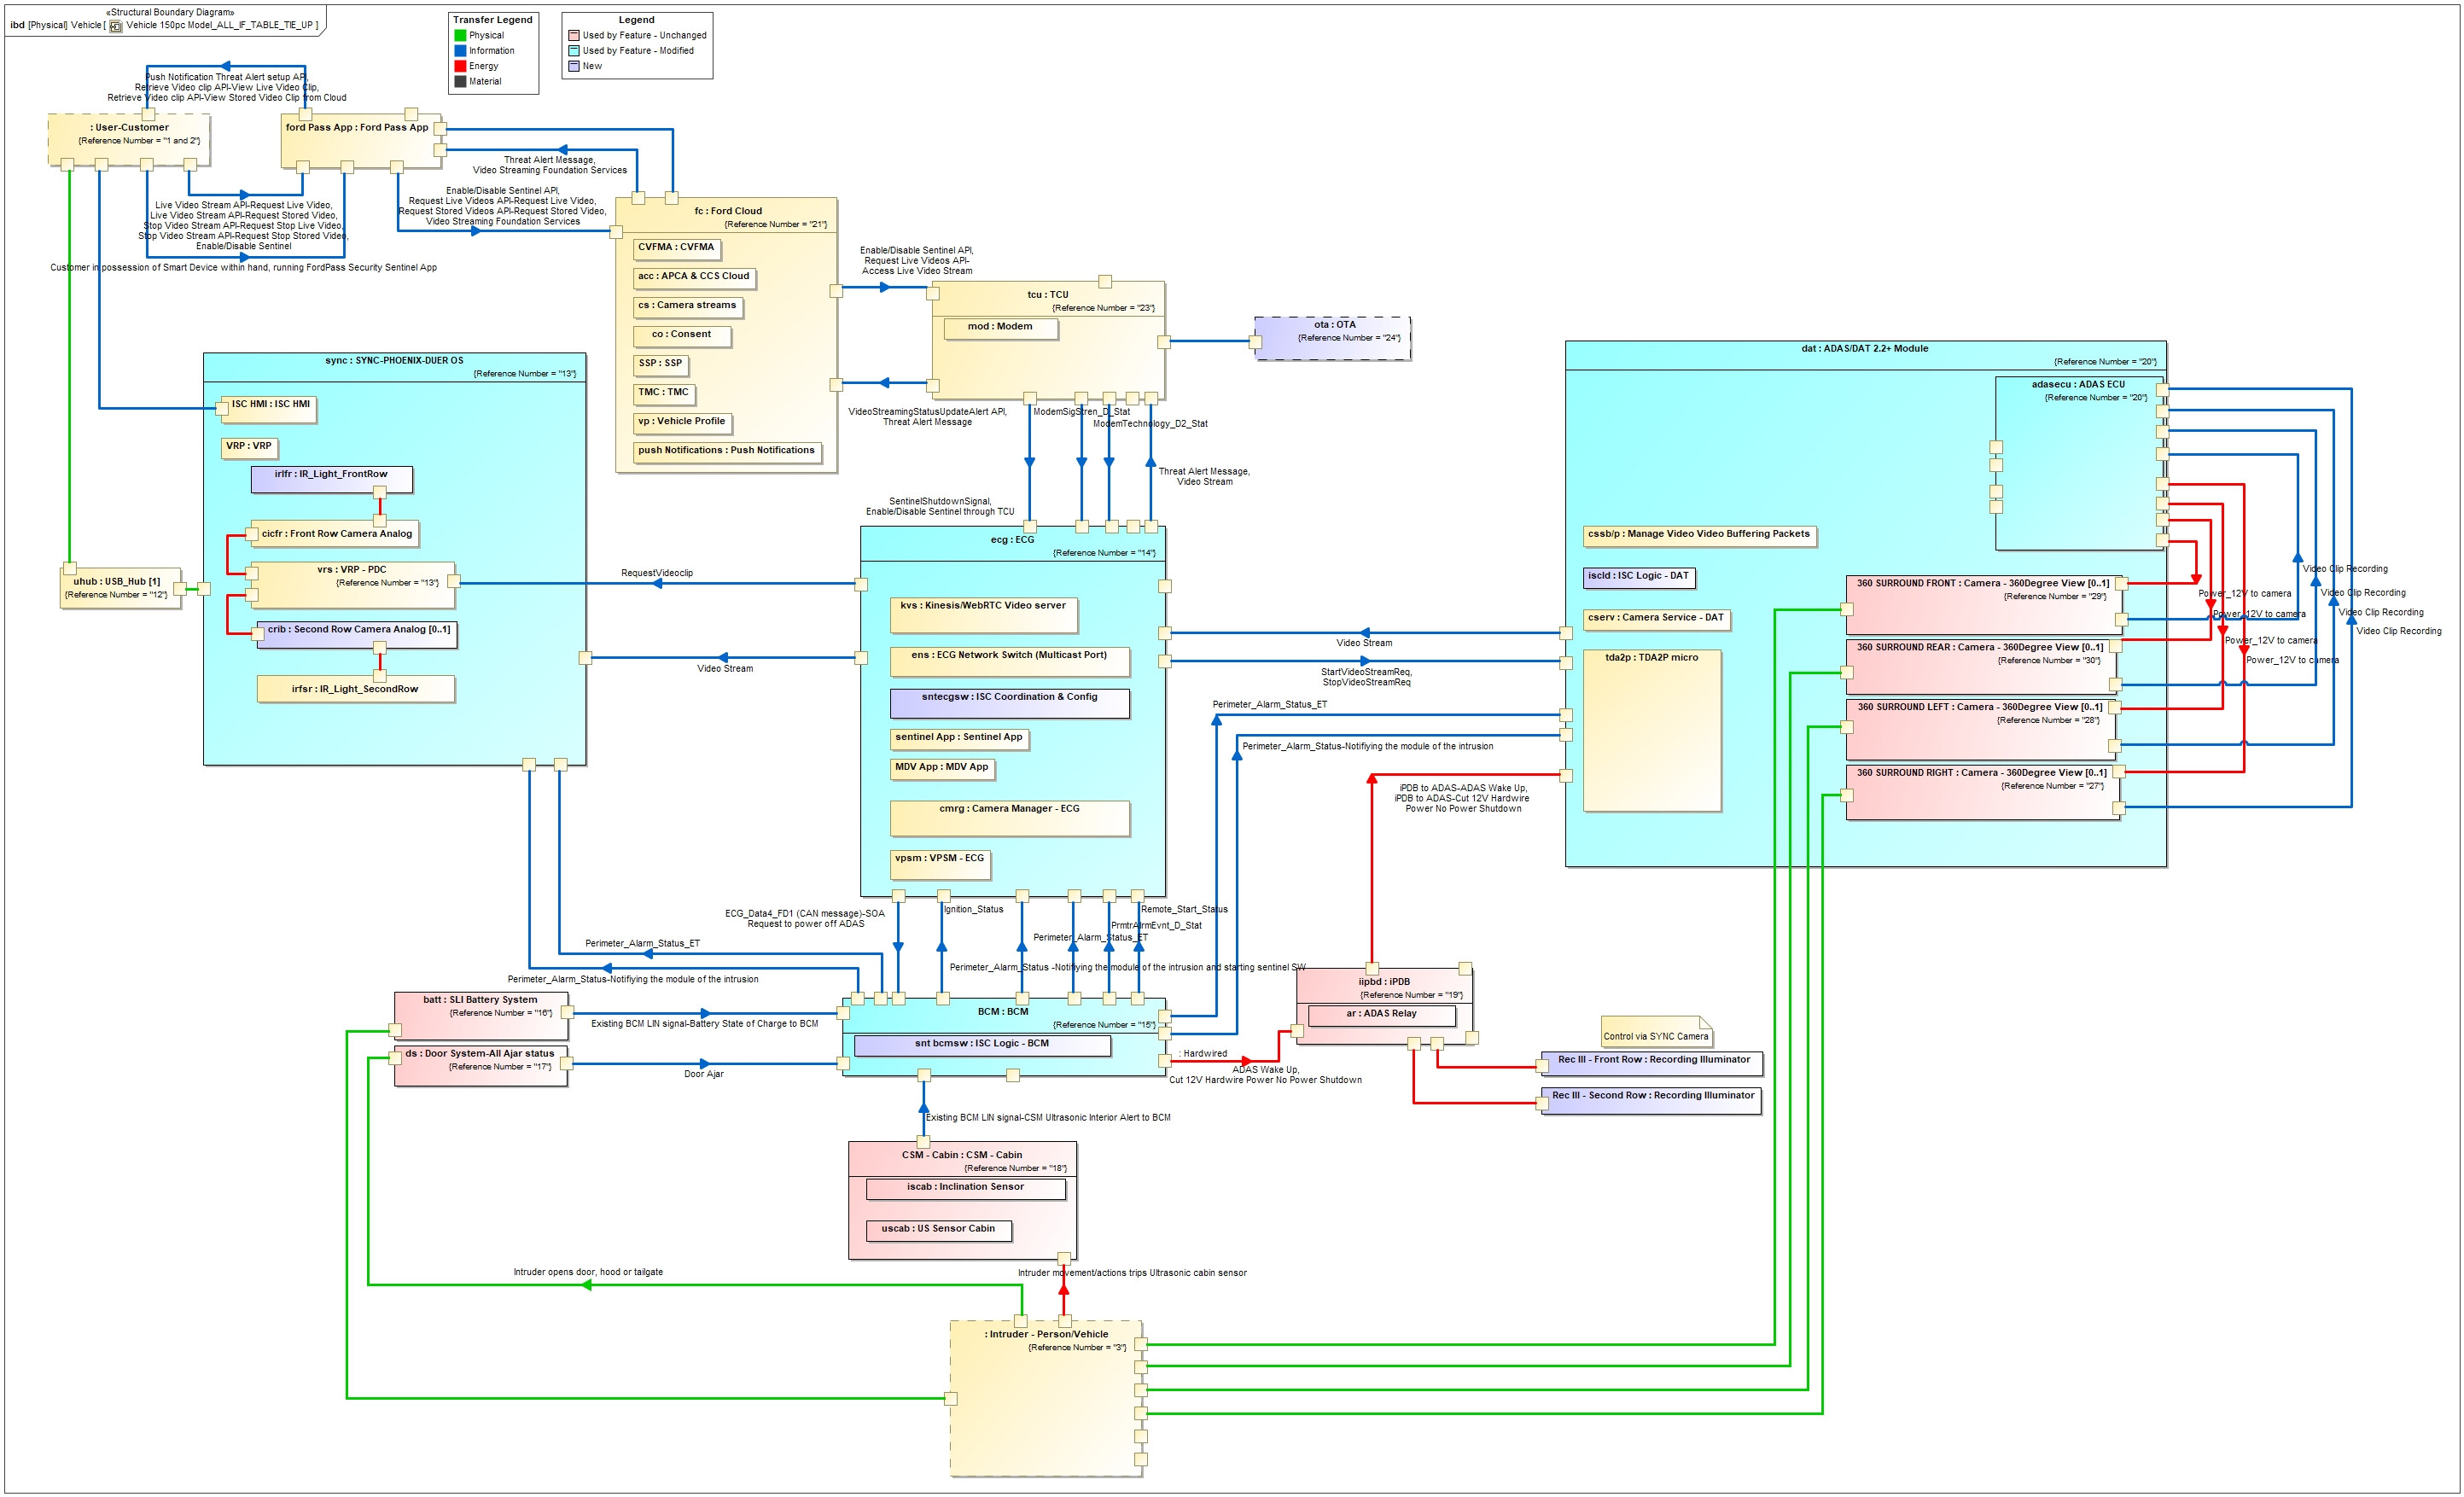 «Structural Boundary Diagram»
ibd [Physical] Vehicle [ Vehicle 150pc Model_ALL_IF_TABLE_TIE_UP ]
Transfer Legend
Physical
Information
Energy
Material
Legend
Used by Feature - Unchanged
Used by Feature - Modified
New
Push Notification Threat Alert setup API,
Retrieve Video clip API-View Live Video Clip,
Retrieve Video clip API-View Stored Video Clip from Cloud
: User-Customer
{Reference Number = "1 and 2"}
ford Pass App : Ford Pass App
Threat Alert Message,
Video Streaming Foundation Services
Enable/Disable Sentinel API,
Request Live Videos API-Request Live Video,
Request Stored Videos API-Request Stored Video,
Video Streaming Foundation Services
Live Video Stream API-Request Live Video,
Live Video Stream API-Request Stored Video,
Stop Video Stream API-Request Stop Live Video,
Stop Video Stream API-Request Stop Stored Video,
Enable/Disable Sentinel
Customer in possession of Smart Device within hand, running FordPass Security Sentinel App
fc : Ford Cloud
{Reference Number = "21"}
CVFMA : CVFMA
acc : APCA & CCS Cloud
cs : Camera streams
co : Consent
SSP : SSP
TMC : TMC
vp : Vehicle Profile
push Notifications : Push Notifications
Enable/Disable Sentinel API,
Request Live Videos API-
Access Live Video Stream
tcu : TCU
{Reference Number = "23"}
mod : Modem
ota : OTA
{Reference Number = "24"}
VideoStreamingStatusUpdateAlert API,
Threat Alert Message
ModemSigStren_D_Stat
ModemTechnology_D2_Stat
Threat Alert Message,
Video Stream
SentinelShutdownSignal,
Enable/Disable Sentinel through TCU
sync : SYNC-PHOENIX-DUER OS
{Reference Number = "13"}
ISC HMI : ISC HMI
VRP : VRP
irlfr : IR_Light_FrontRow
cicfr : Front Row Camera Analog
vrs : VRP - PDC
{Reference Number = "13"}
crib : Second Row Camera Analog [0..1]
irfsr : IR_Light_SecondRow
uhub : USB_Hub [1]
{Reference Number = "12"}
RequestVideoclip
Video Stream
ecg : ECG
{Reference Number = "14"}
kvs : Kinesis/WebRTC Video server
ens : ECG Network Switch (Multicast Port)
sntecgsw : ISC Coordination & Config
sentinel App : Sentinel App
MDV App : MDV App
cmrg : Camera Manager - ECG
vpsm : VPSM - ECG
Video Stream
StartVideoStreamReq,
StopVideoStreamReq
Perimeter_Alarm_Status_ET
Perimeter_Alarm_Status-Notifiying the module of the intrusion
iPDB to ADAS-ADAS Wake Up,
iPDB to ADAS-Cut 12V Hardwire
Power No Power Shutdown
dat : ADAS/DAT 2.2+ Module
{Reference Number = "20"}
adasecu : ADAS ECU
{Reference Number = "20"}
cssb/p : Manage Video Video Buffering Packets
iscld : ISC Logic - DAT
cserv : Camera Service - DAT
tda2p : TDA2P micro
360 SURROUND FRONT : Camera - 360Degree View [0..1]
{Reference Number = "29"}
360 SURROUND REAR : Camera - 360Degree View [0..1]
{Reference Number = "30"}
360 SURROUND LEFT : Camera - 360Degree View [0..1]
{Reference Number = "28"}
360 SURROUND RIGHT : Camera - 360Degree View [0..1]
{Reference Number = "27"}
Video Clip Recording
Power_12V to camera
Video Clip Recording
Power_12V to camera
Video Clip Recording
Video Clip Recording
Power_12V to camera
Power_12V to camera
ECG_Data4_FD1 (CAN message)-SOA
Request to power off ADAS
Ignition_Status
Remote_Start_Status
PrmtrAlrmEvnt_D_Stat
Perimeter_Alarm_Status_ET
Perimeter_Alarm_Status -Notifiying the module of the intrusion and starting sentinel SW
Perimeter_Alarm_Status_ET
Perimeter_Alarm_Status-Notifiying the module of the intrusion
batt : SLI Battery System
{Reference Number = "16"}
Existing BCM LIN signal-Battery State of Charge to BCM
ds : Door System-All Ajar status
{Reference Number = "17"}
Door Ajar
BCM : BCM
{Reference Number = "15"}
snt bcmsw : ISC Logic - BCM
: Hardwired
ADAS Wake Up,
Cut 12V Hardwire Power No Power Shutdown
iipbd : iPDB
{Reference Number = "19"}
ar : ADAS Relay
Control via SYNC Camera
Rec III - Front Row : Recording Illuminator
Rec III - Second Row : Recording Illuminator
Existing BCM LIN signal-CSM Ultrasonic Interior Alert to BCM
CSM - Cabin : CSM - Cabin
{Reference Number = "18"}
iscab : Inclination Sensor
uscab : US Sensor Cabin
Intruder opens door, hood or tailgate
Intruder movement/actions trips Ultrasonic cabin sensor
: Intruder - Person/Vehicle
{Reference Number = "3"}